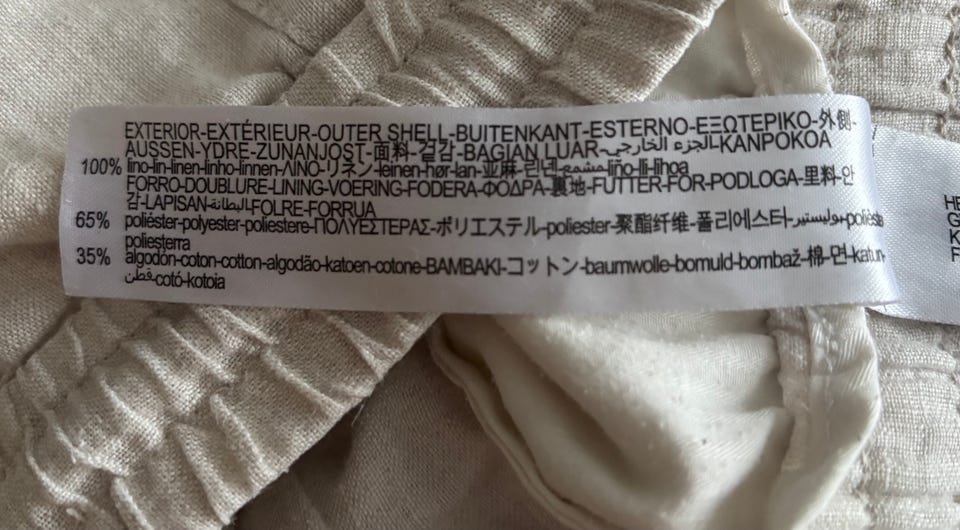 EXTERIOR-EXTÉRIEUR-OUTER SHELL-BUITENKANT-ESTERNO-ΕΞΩΤΕΡΙΚΟ-外側-
AUSSEN-YDRE-ZUNANJOST-面料-겉감-BAGIAN LUAR-الجزء الخارجي-KANPOKOA
100% lino-lin-linen-linho-linnen-ΛΙΝΟ-リネン-leinen-hør-lan-亚麻-린넨-liño-lli-lihoa
FORRO-DOUBLURE-LINING-VOERING-FODERA-ΦΟΔΡΑ-裏地-FUTTER-FOR-PODLOGA-里料-안
감-LAPISAN-البطانة-FOLRE-FORRUA
65% poliéster-polyester-poliestere-ΠΟΛΥΕΣΤΕΡΑΣ-ポリエステル-poliester-聚酯纤维-폴리에스터-بوليستير-
poliesterra
35% algodón-coton-cotton-algodão-katoen-cotone-BAMBAKI-コットン-baumwolle-bomuld-bombaž-棉-면-katun-
قطن-cotó-kotoia
HE
G
K
F